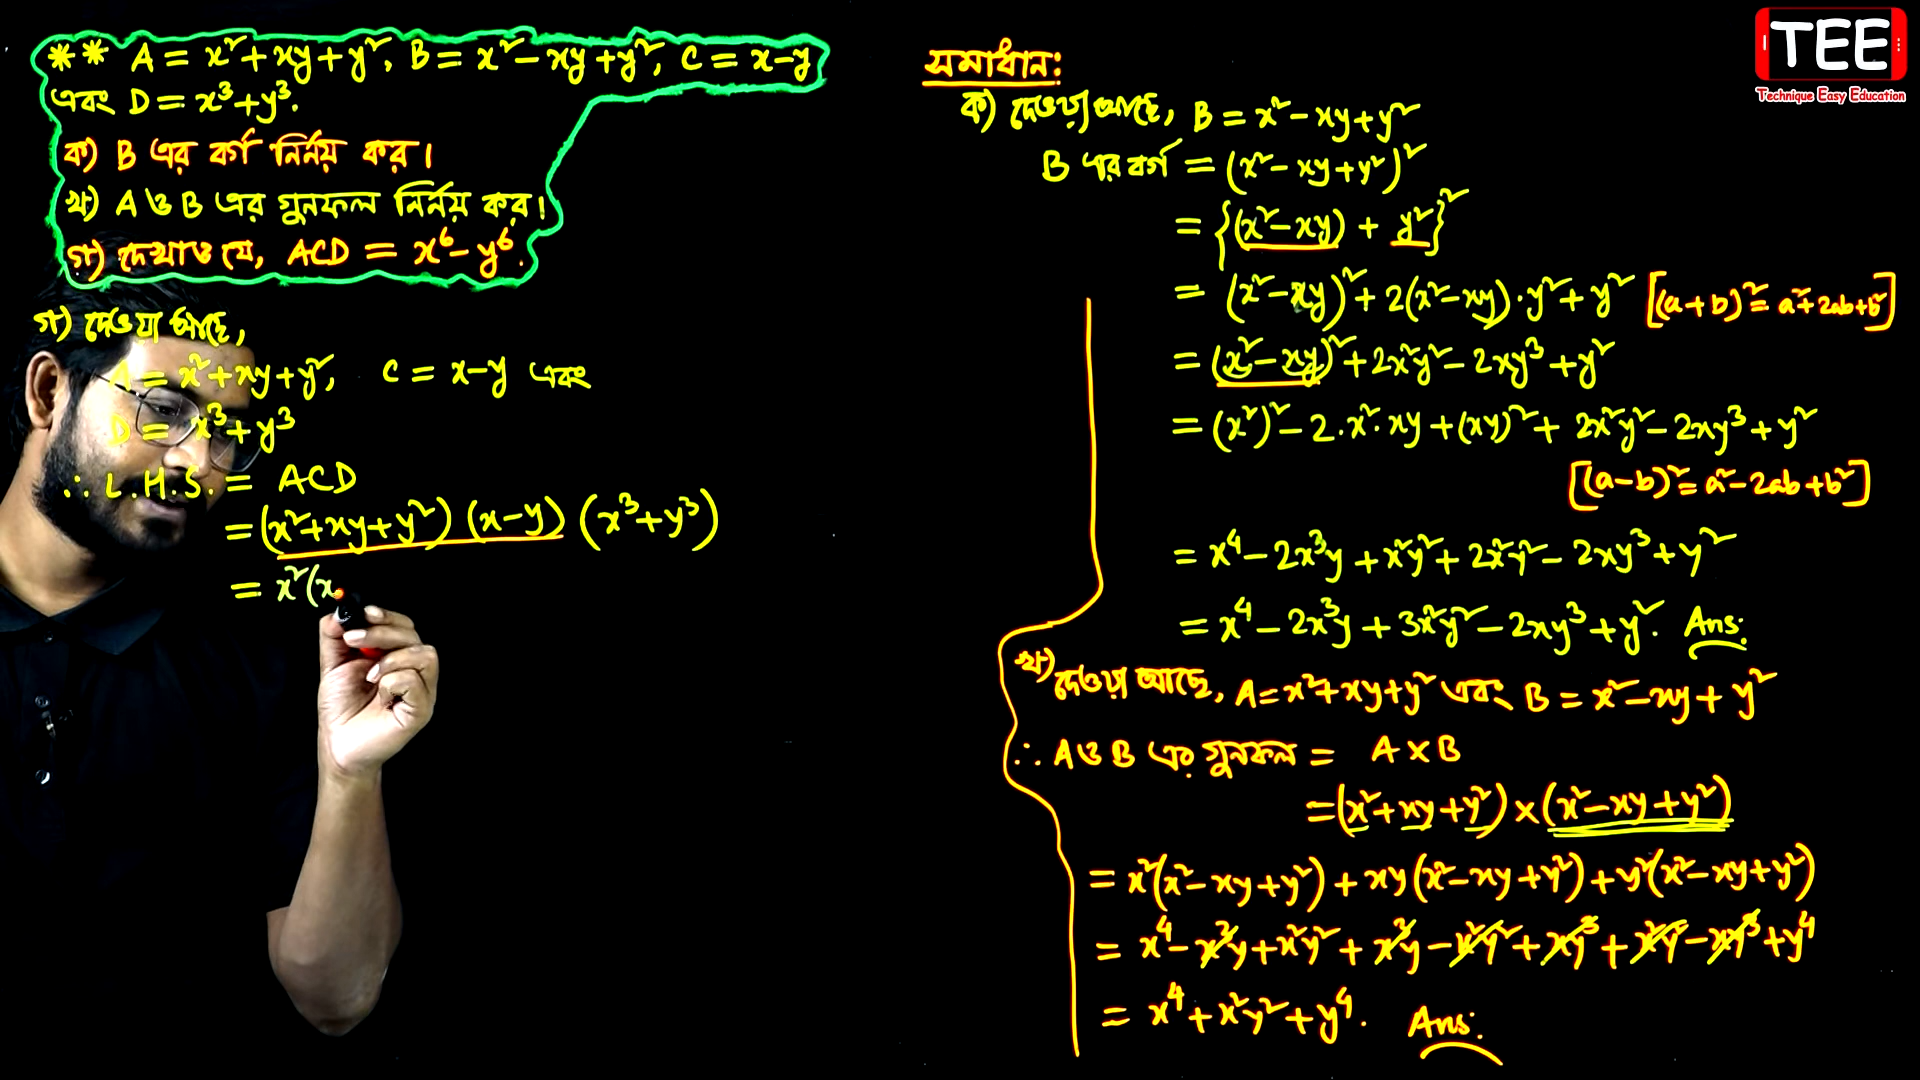 ** A = x²+xy+y², B = x²-xy+y², C = x-y
এবং D = x³+y³.
ক) B এর বর্গ নির্নয় কর।
খ) A ও B এর গুনফল নির্নয় কর।
গ) দেখাও যে, ACD = x⁶-y⁶.
গ) দেওয়া আছে,
A = x²+xy+y², C = x-y এবং
D = x³+y³
∴ L.H.S. = ACD
= (x²+xy+y²) (x-y) (x³+y³)
= x²(x
সমাধান:
ক) দেওয়া আছে, B = x²-xy+y²
B এর বর্গ = (x²-xy+y²)²
= {(x²-xy) + y²}²
= (x²-xy)²+2(x²-xy)·y²+y² [(a+b)²=a²+2ab+b²]
= (x²-xy)²+2x²y²-2xy³+y²
= (x²)²-2·x²·xy+(xy)²+2x²y²-2xy³+y²
[(a-b)²=a²-2ab+b²]
= x⁴-2x³y+x²y²+2x²y²-2xy³+y²
= x⁴-2x³y+3x²y²-2xy³+y². Ans:
খ) দেওয়া আছে, A=x²+xy+y² এবং B = x²-xy+y²
∴ A ও B এর গুনফল = A×B
=(x²+xy+y²)×(x²-xy+y²)
= x²(x²-xy+y²)+xy(x²-xy+y²)+y²(x²-xy+y²)
= x⁴-x³y+x²y²+x³y-x²y²+xy³+x²y²-xy³+y⁴
= x⁴+x²y²+y⁴. Ans:
TEE
Technique Easy Education